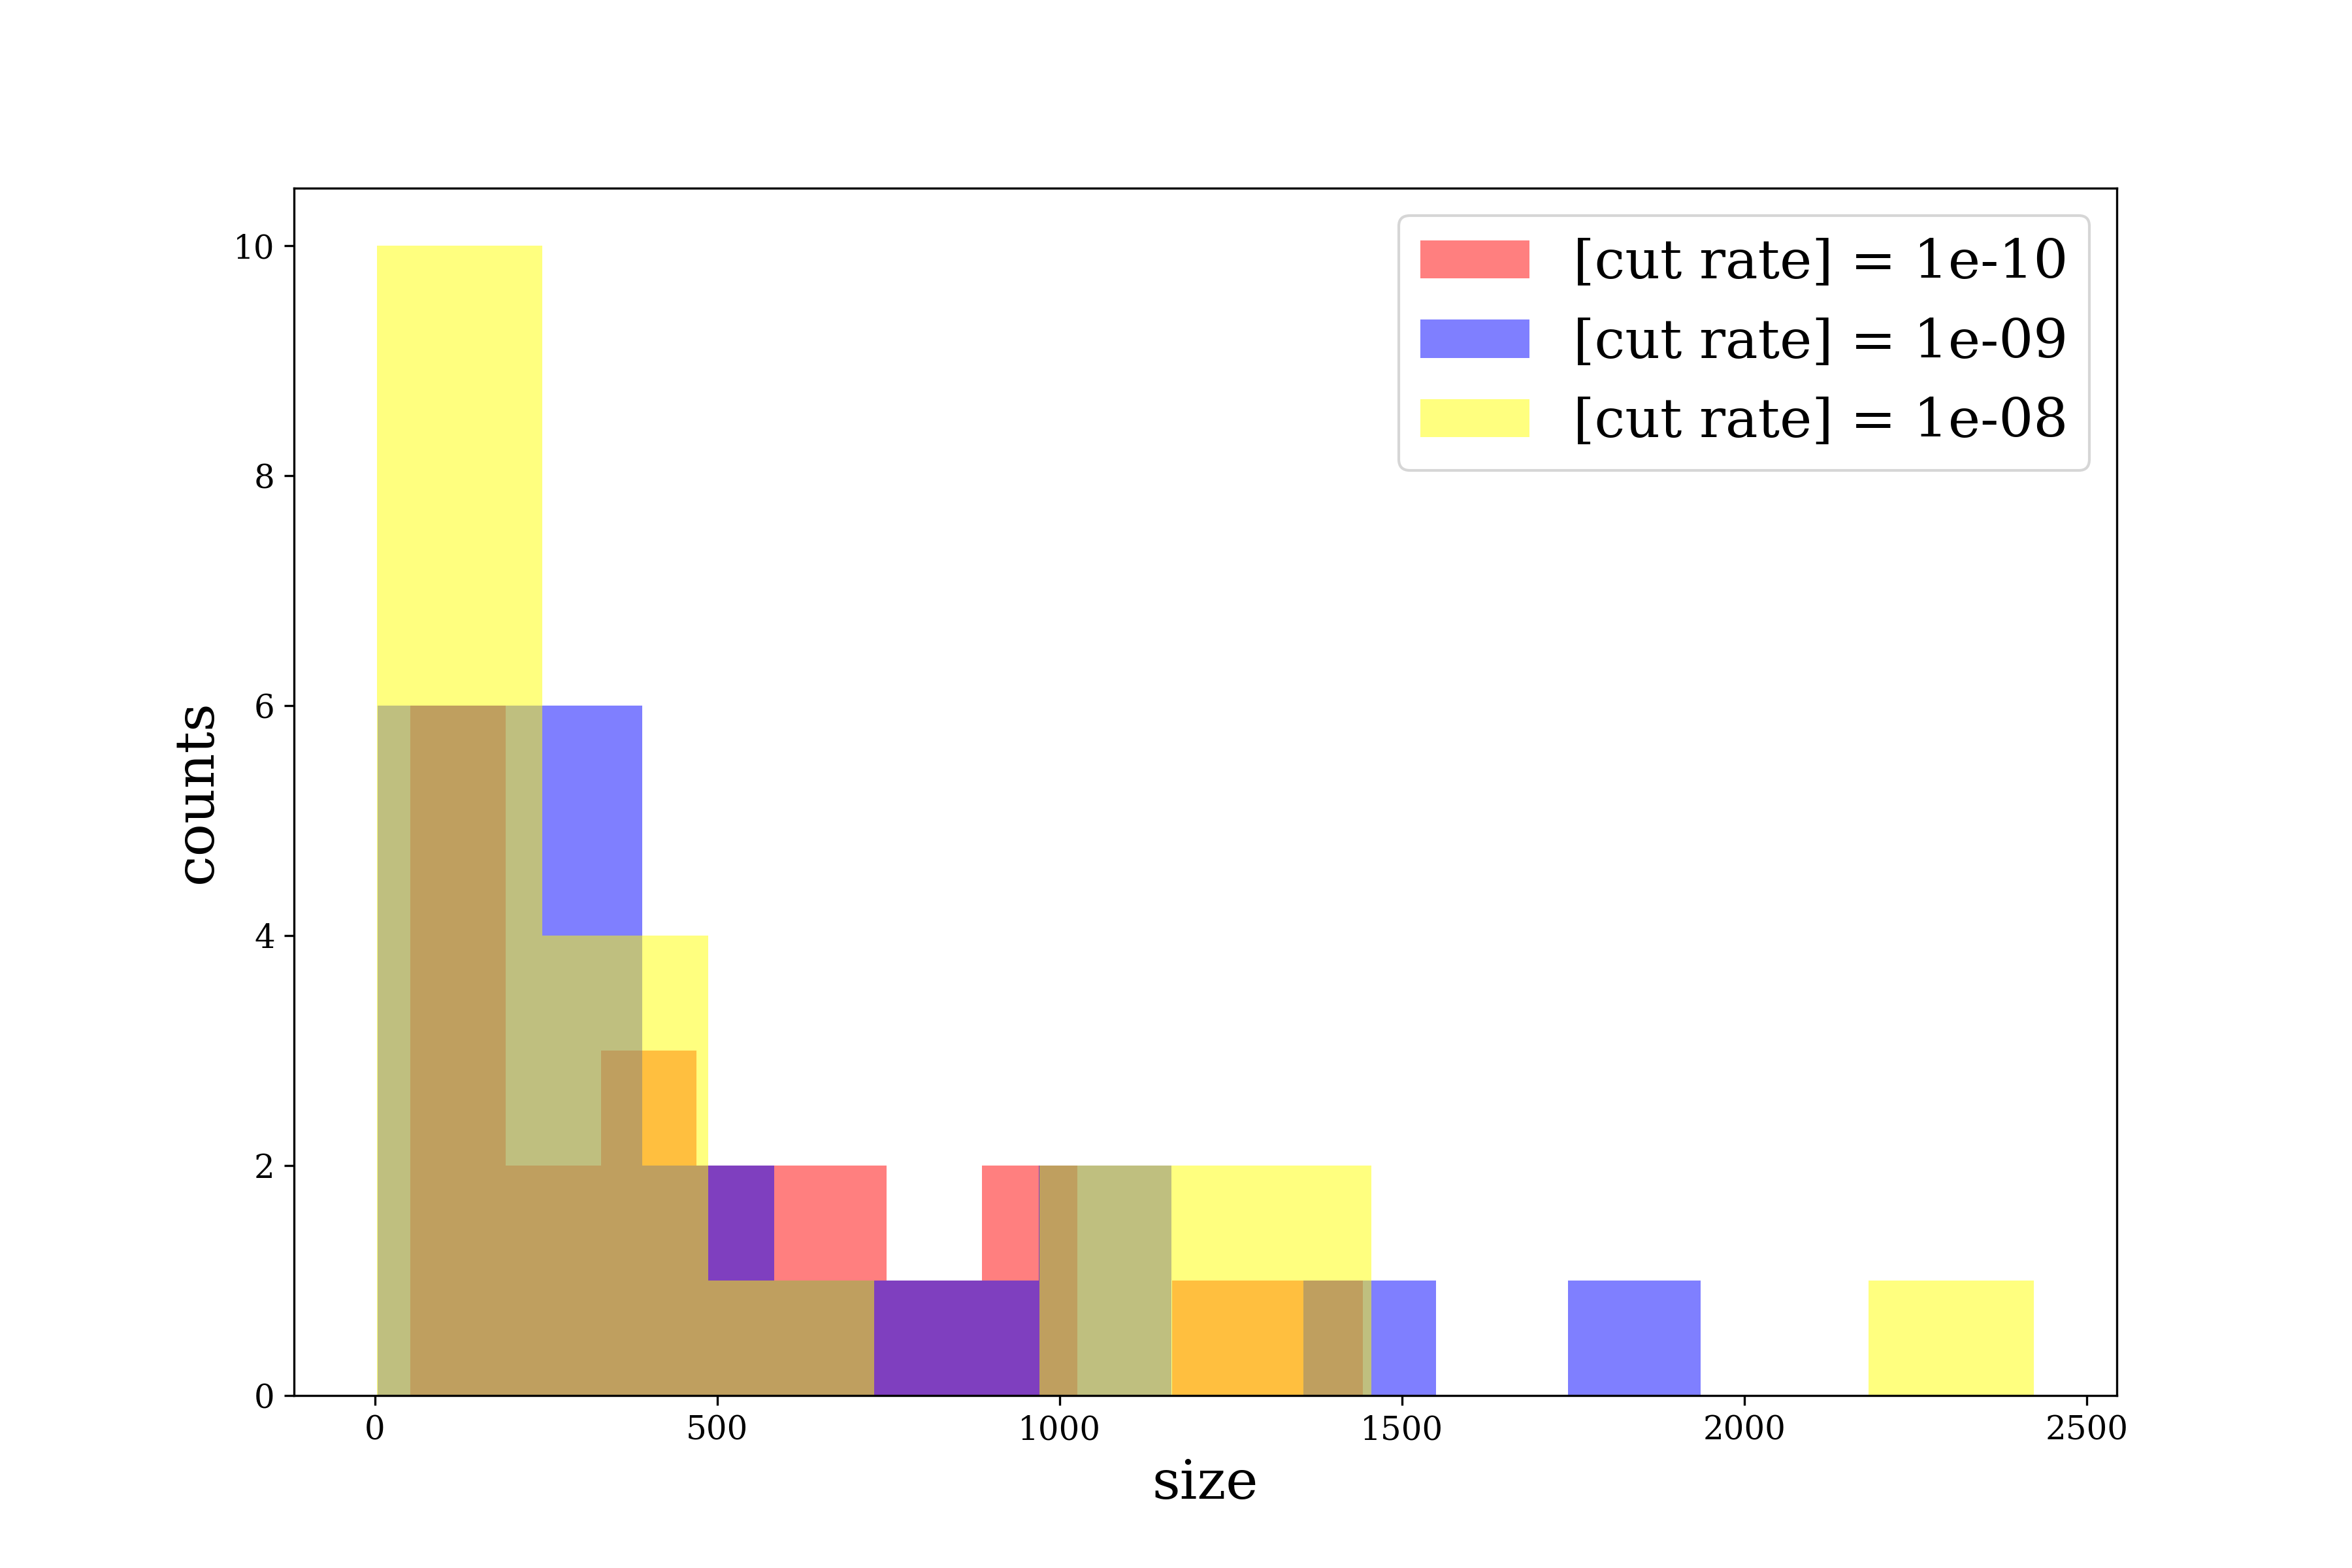 [cut rate] = 1e-10
[cut rate] = 1e-09
[cut rate] = 1e-08
counts
10
8
6
4
2
0
0 500 1000 1500 2000 2500
size